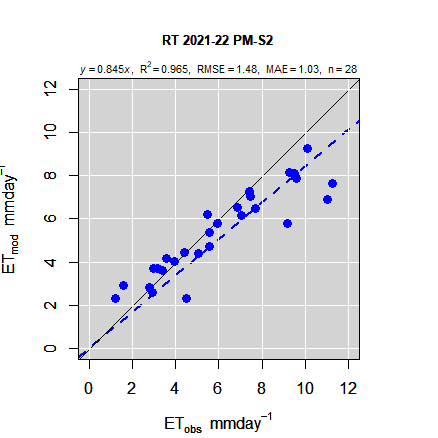 RT 2021-22 PM-S2
y = 0.845x, R² = 0.965, RMSE = 1.48, MAE = 1.03, n = 28
12
10
8
6
4
2
0
ETmod mmday⁻¹
0 2 4 6 8 10 12
ETobs mmday⁻¹